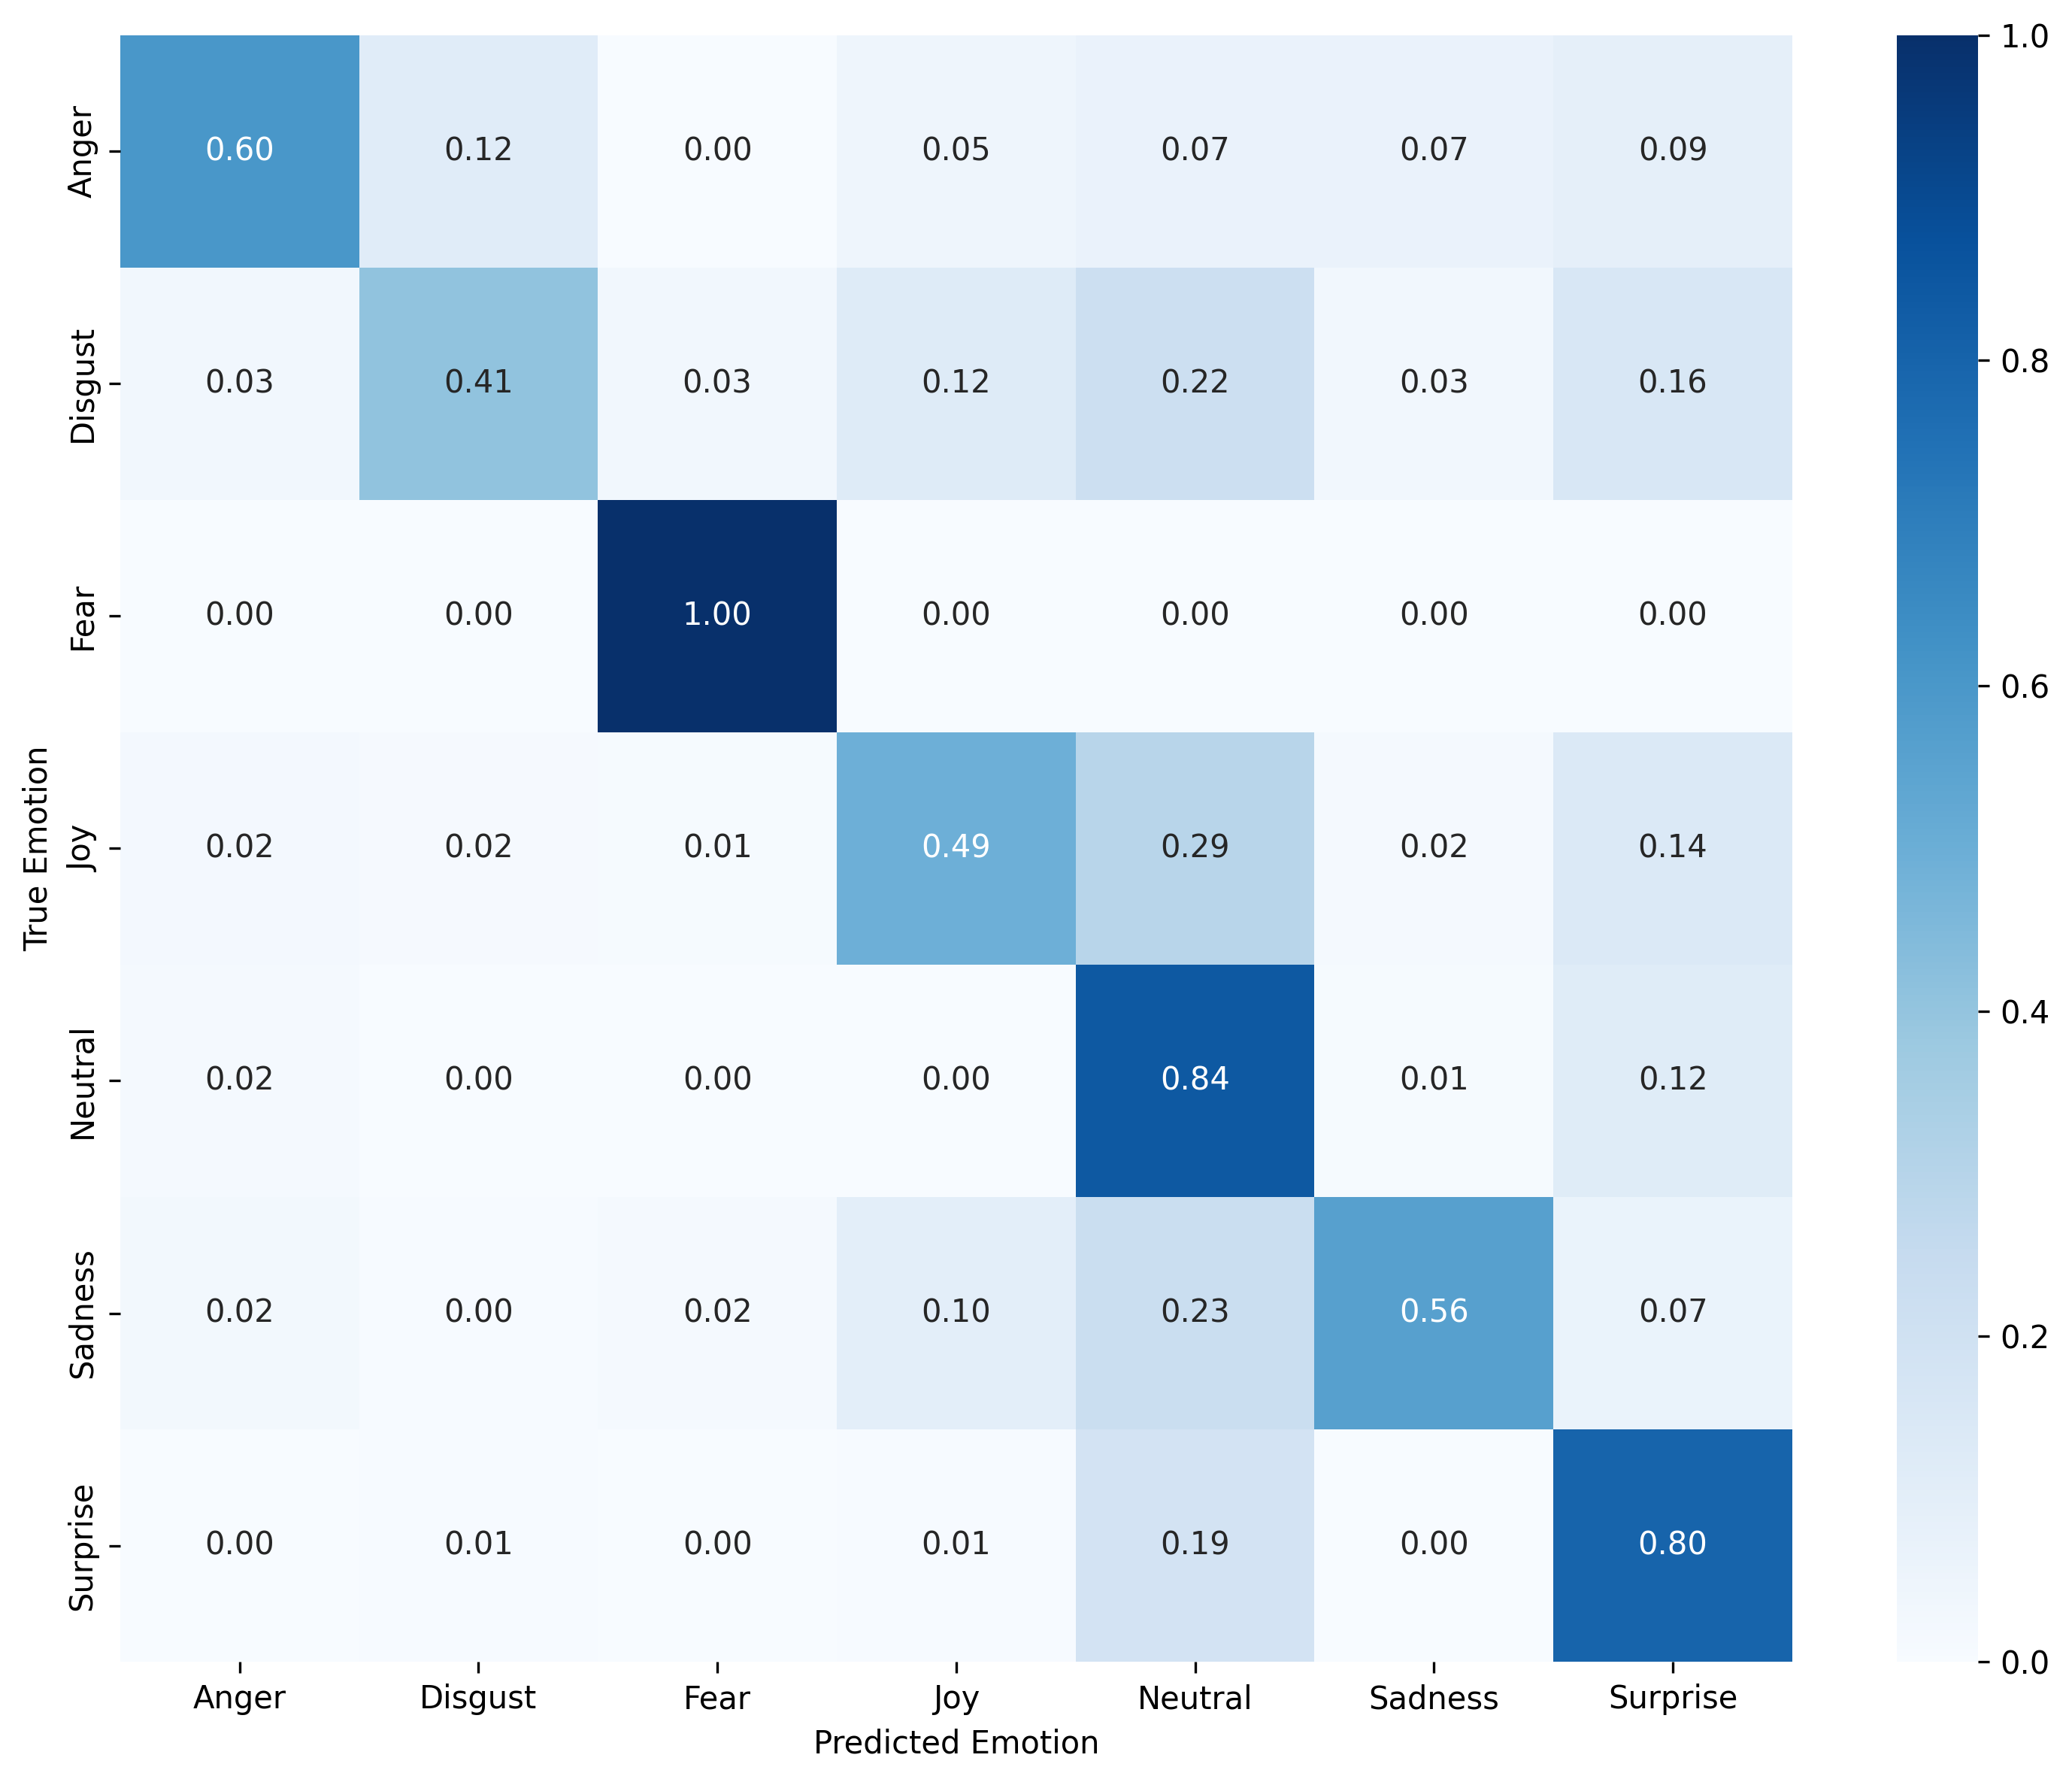 1.0
Anger 0.60 0.12 0.00 0.05 0.07 0.07 0.09
0.8
Disgust 0.03 0.41 0.03 0.12 0.22 0.03 0.16
Fear 0.00 0.00 1.00 0.00 0.00 0.00 0.00
0.6
True Emotion
Joy 0.02 0.02 0.01 0.49 0.29 0.02 0.14
0.4
Neutral 0.02 0.00 0.00 0.00 0.84 0.01 0.12
Sadness 0.02 0.00 0.02 0.10 0.23 0.56 0.07
0.2
Surprise 0.00 0.01 0.00 0.01 0.19 0.00 0.80
0.0
Anger Disgust Fear Joy Neutral Sadness Surprise
Predicted Emotion